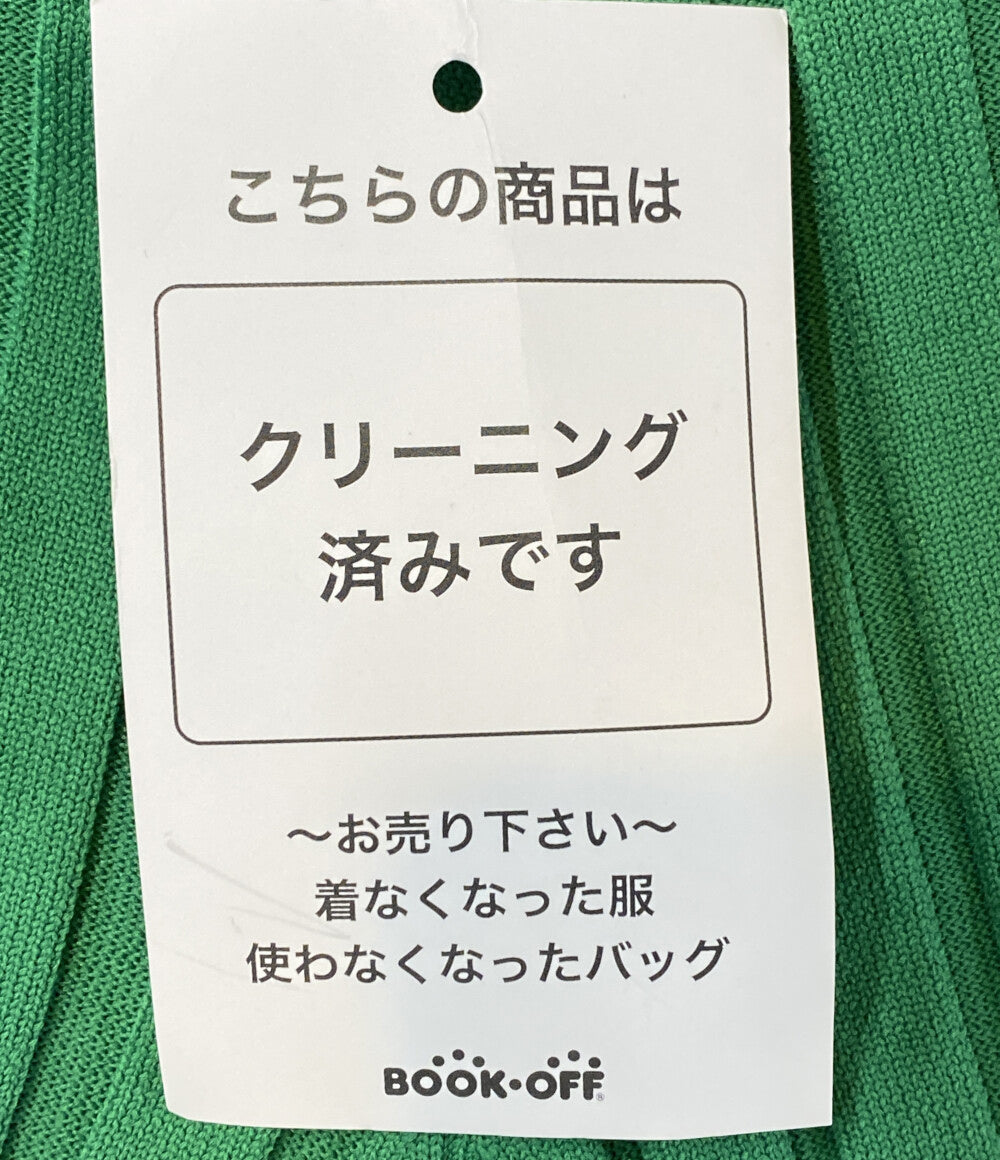 こちらの商品は
クリーニング
済みです
～お売り下さい～
着なくなった服
使わなくなったバッグ
BOOK・OFF®